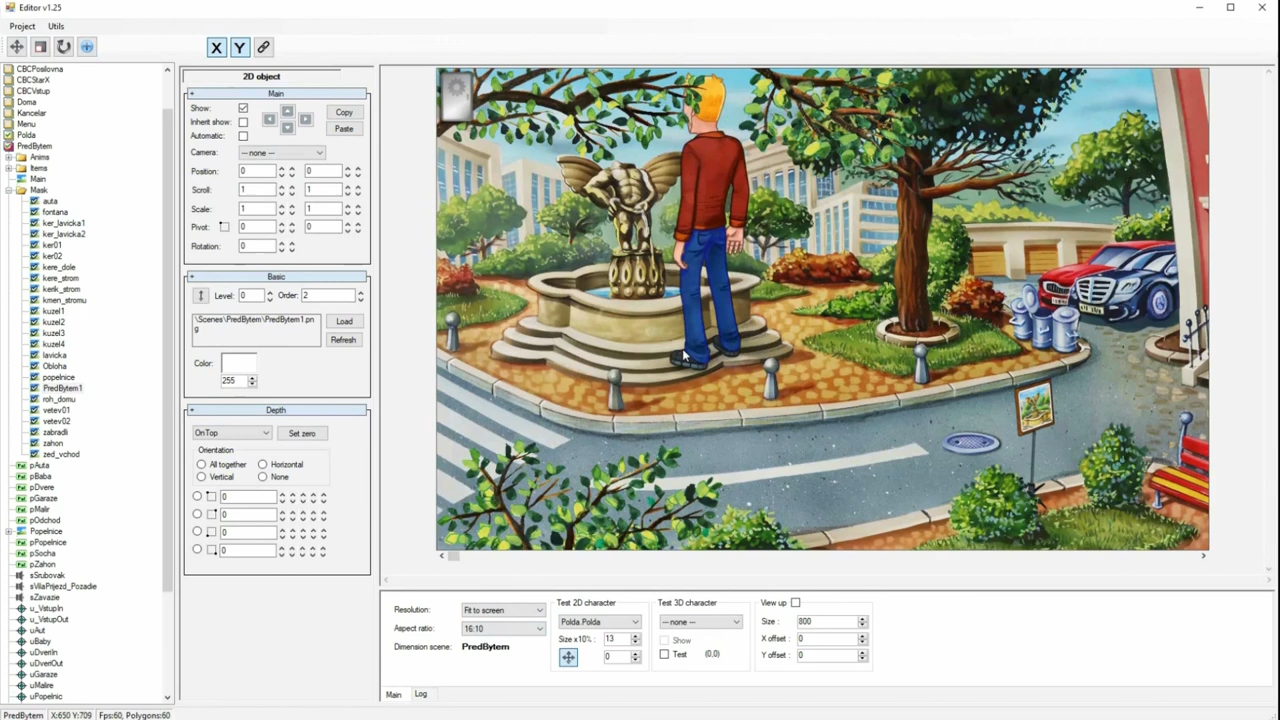 Editor v1.25
Project Utils
X Y
CBCPosilovna
CBCStarX
CBCVstup
Doma
Kancelar
Menu
Polda
PredBytem
Anims
Items
Main
Mask
auta
fontana
ker_lavicka1
ker_lavicka2
ker01
ker02
kere_dole
kere_strom
kerik_stromu
kmen_stromu
kuzel1
kuzel2
kuzel3
kuzel4
lavicka
Obloha
popelnice
PredBytem1
roh_domu
vetev01
vetev02
zabradli
zahon
zed_vchod
pAuta
pBaba
pDvere
pGaraze
pMalir
pOdchod
Popelnice
pPopelnice
pSocha
pZahon
sSrubovak
sVilaPrijezd_Pozadie
sZavazie
u_VstupIn
u_VstupOut
uAut
uBaby
uDveriIn
uDveriOut
uGaraze
uMalire
uPopelnic
2D object
Main
Show:
Inherit show:
Automatic:
Copy
Paste
Camera: -- none --
Position: 0 0
Scroll: 1 1
Scale: 1 1
Pivot: 0 0
Rotation: 0
Basic
Level: 0 Order: 2
\Scenes\PredBytem\PredBytem1.pn
g
Load
Refresh
Color:
255
Depth
OnTop Set zero
Orientation
All together Horizontal
Vertical None
0
0
0
0
Resolution: Fit to screen
Aspect ratio: 16:10
Dimension scene: PredBytem
Test 2D character
Polda.Polda
Size x10% : 13
0
Test 3D character
-- none --
Show
Test (0,0)
View up
Size : 800
X offset : 0
Y offset : 0
Main Log
PredBytem X:650 Y:709 Fps:60, Polygons:60